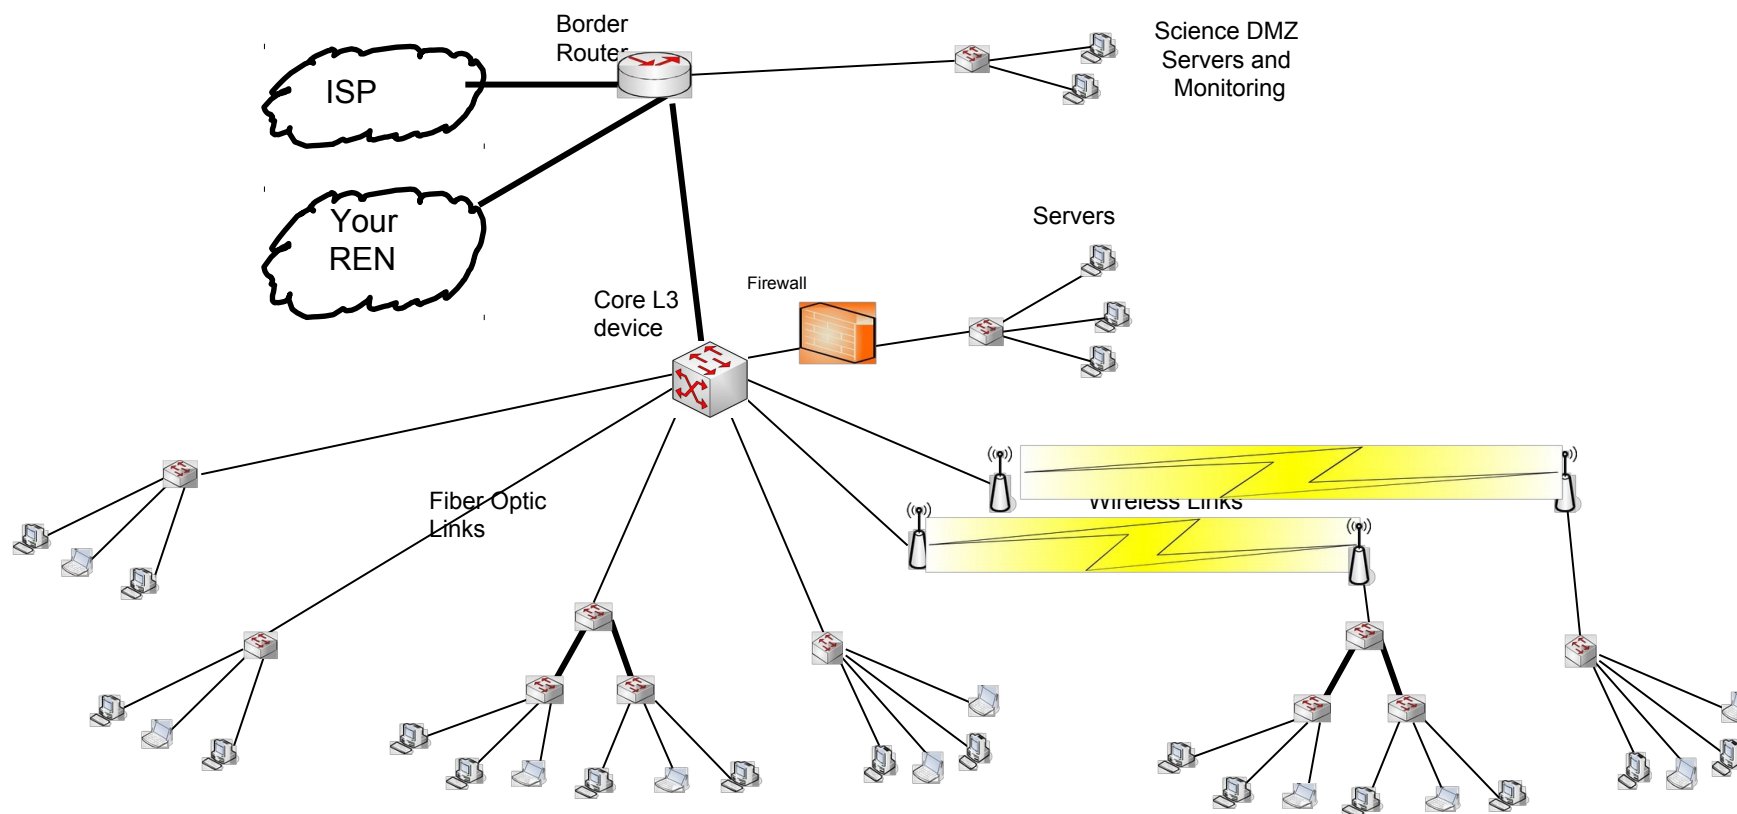 Border
Router
ISP
Science DMZ
Servers and
Monitoring
Your
REN
Servers
Firewall
Core L3
device
Fiber Optic
Links
Wireless Links